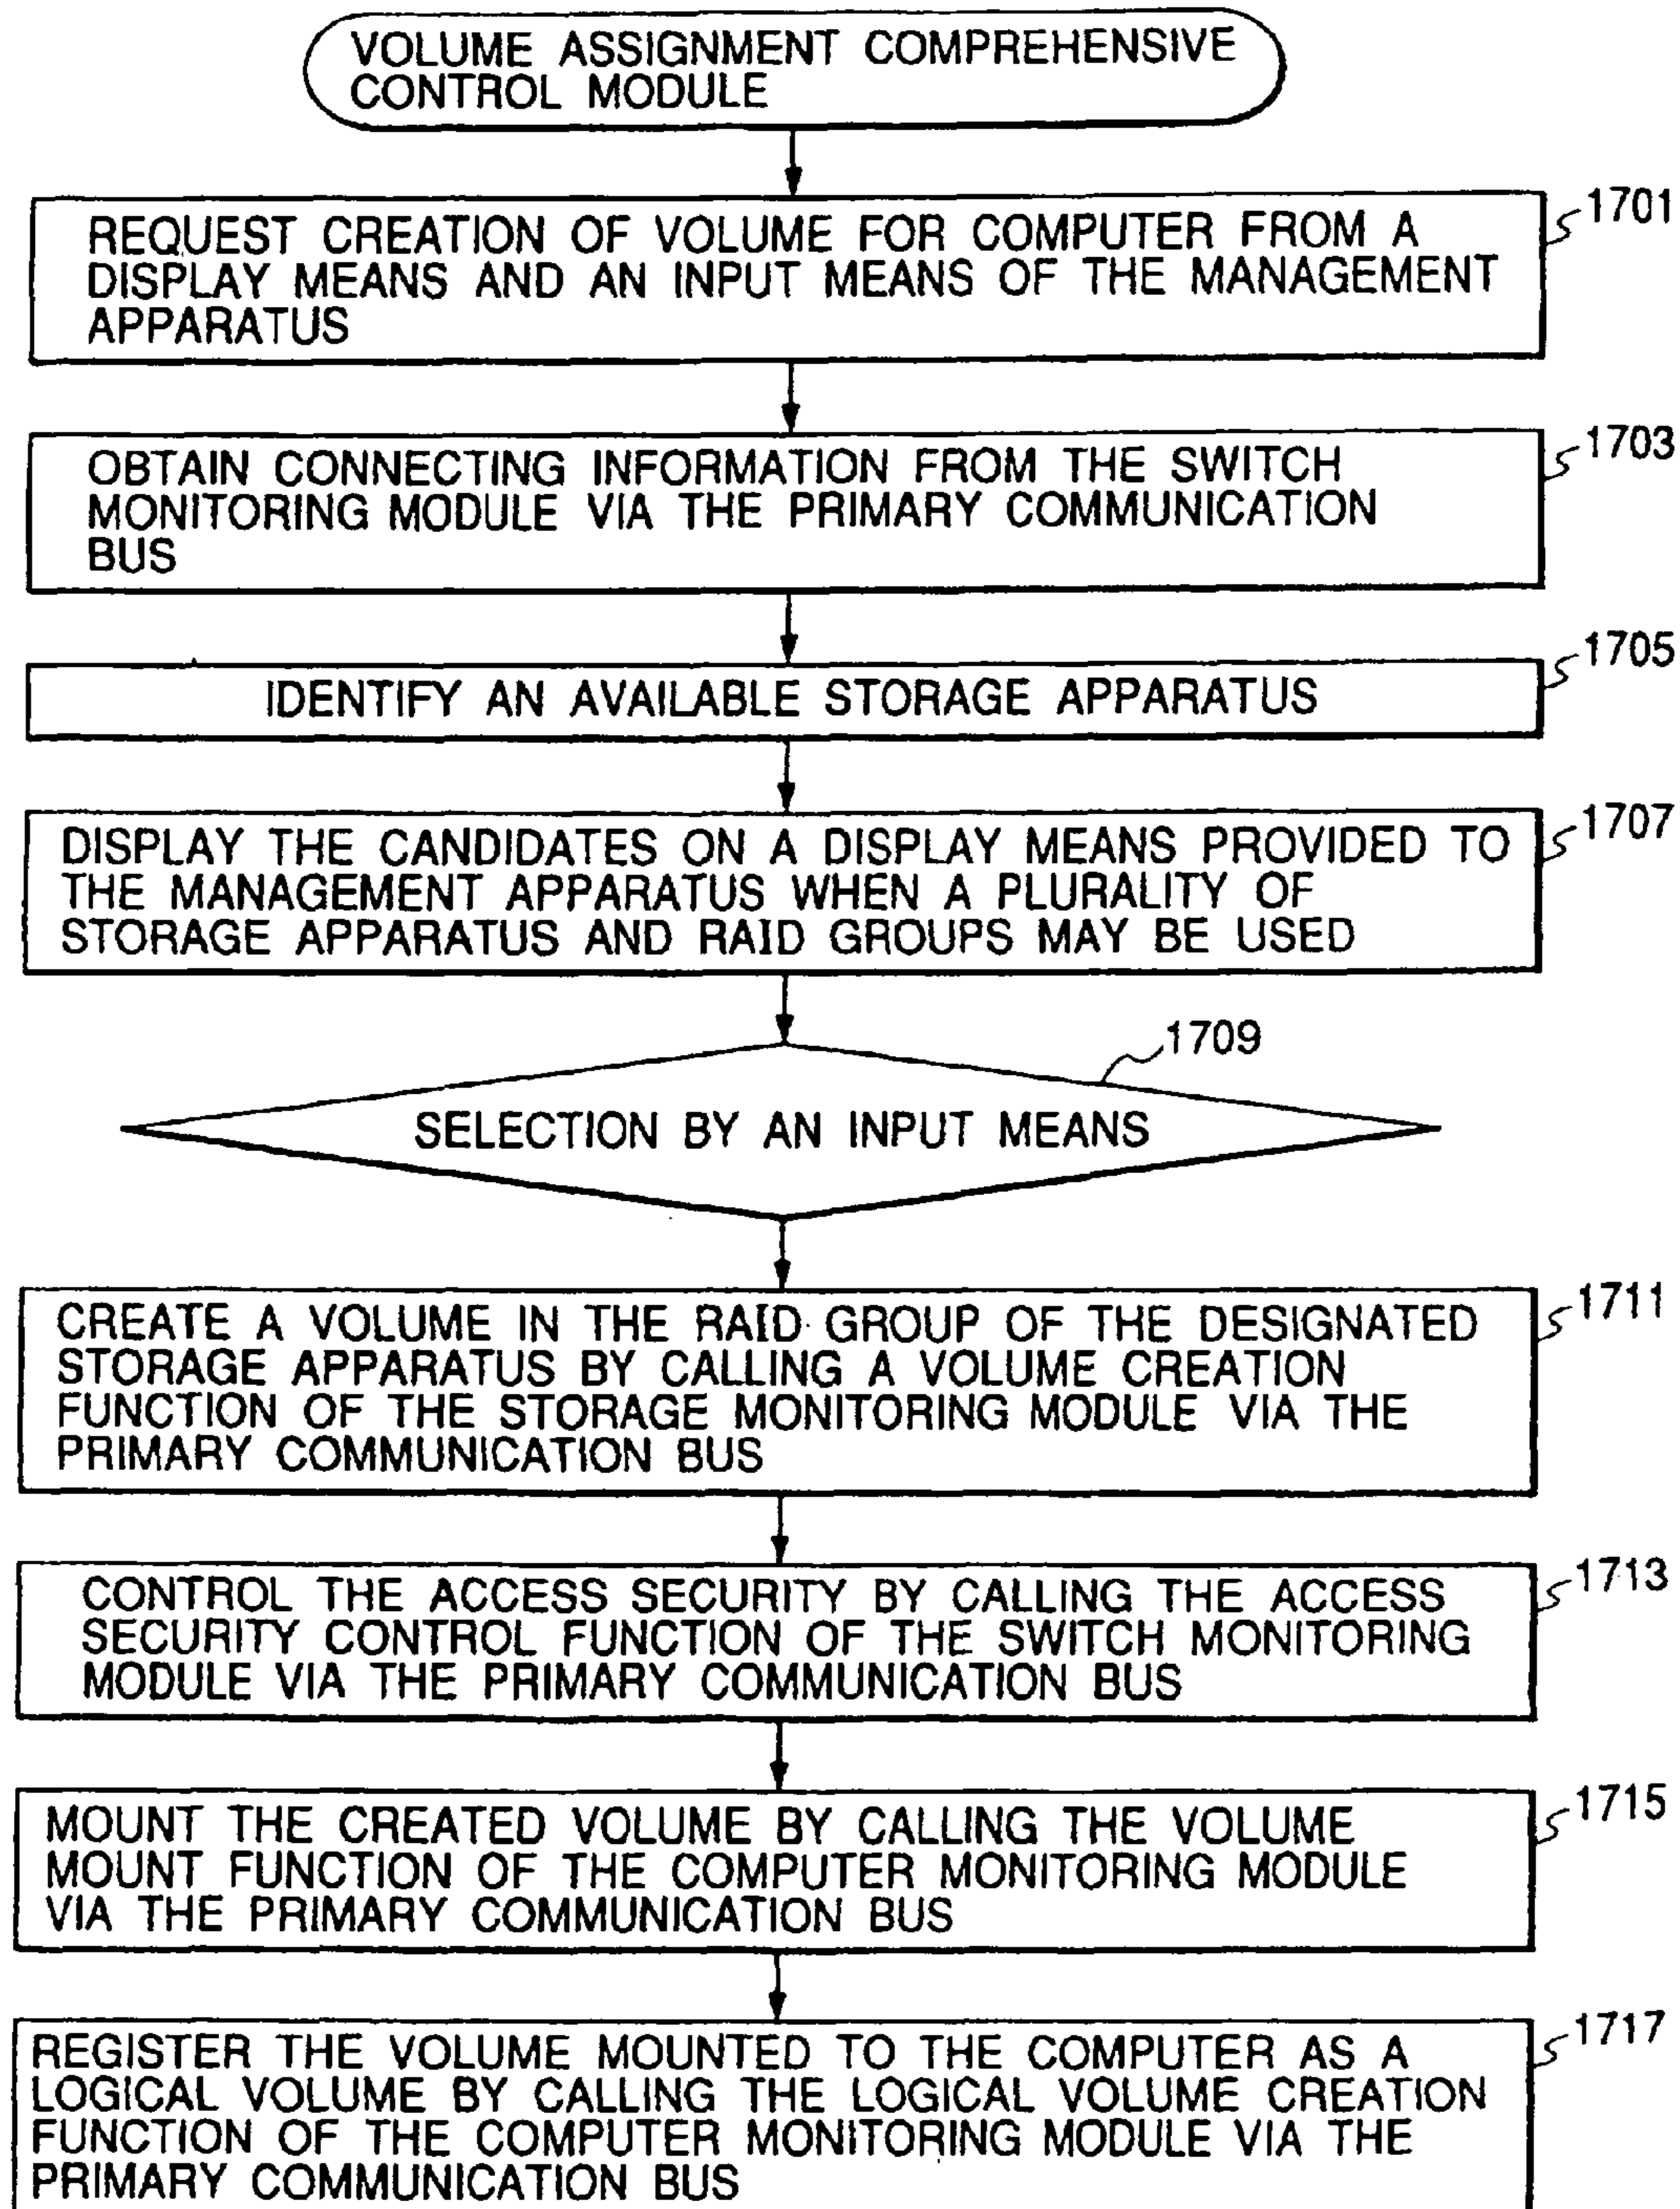 VOLUME ASSIGNMENT COMPREHENSIVE
CONTROL MODULE
1701
REQUEST CREATION OF VOLUME FOR COMPUTER FROM A
DISPLAY MEANS AND AN INPUT MEANS OF THE MANAGEMENT
APPARATUS
1703
OBTAIN CONNECTING INFORMATION FROM THE SWITCH
MONITORING MODULE VIA THE PRIMARY COMMUNICATION
BUS
1705
IDENTIFY AN AVAILABLE STORAGE APPARATUS
1707
DISPLAY THE CANDIDATES ON A DISPLAY MEANS PROVIDED TO
THE MANAGEMENT APPARATUS WHEN A PLURALITY OF
STORAGE APPARATUS AND RAID GROUPS MAY BE USED
1709
SELECTION BY AN INPUT MEANS
1711
CREATE A VOLUME IN THE RAID GROUP OF THE DESIGNATED
STORAGE APPARATUS BY CALLING A VOLUME CREATION
FUNCTION OF THE STORAGE MONITORING MODULE VIA THE
PRIMARY COMMUNICATION BUS
1713
CONTROL THE ACCESS SECURITY BY CALLING THE ACCESS
SECURITY CONTROL FUNCTION OF THE SWITCH MONITORING
MODULE VIA THE PRIMARY COMMUNICATION BUS
1715
MOUNT THE CREATED VOLUME BY CALLING THE VOLUME
MOUNT FUNCTION OF THE COMPUTER MONITORING MODULE
VIA THE PRIMARY COMMUNICATION BUS
1717
REGISTER THE VOLUME MOUNTED TO THE COMPUTER AS A
LOGICAL VOLUME BY CALLING THE LOGICAL VOLUME CREATION
FUNCTION OF THE COMPUTER MONITORING MODULE VIA THE
PRIMARY COMMUNICATION BUS